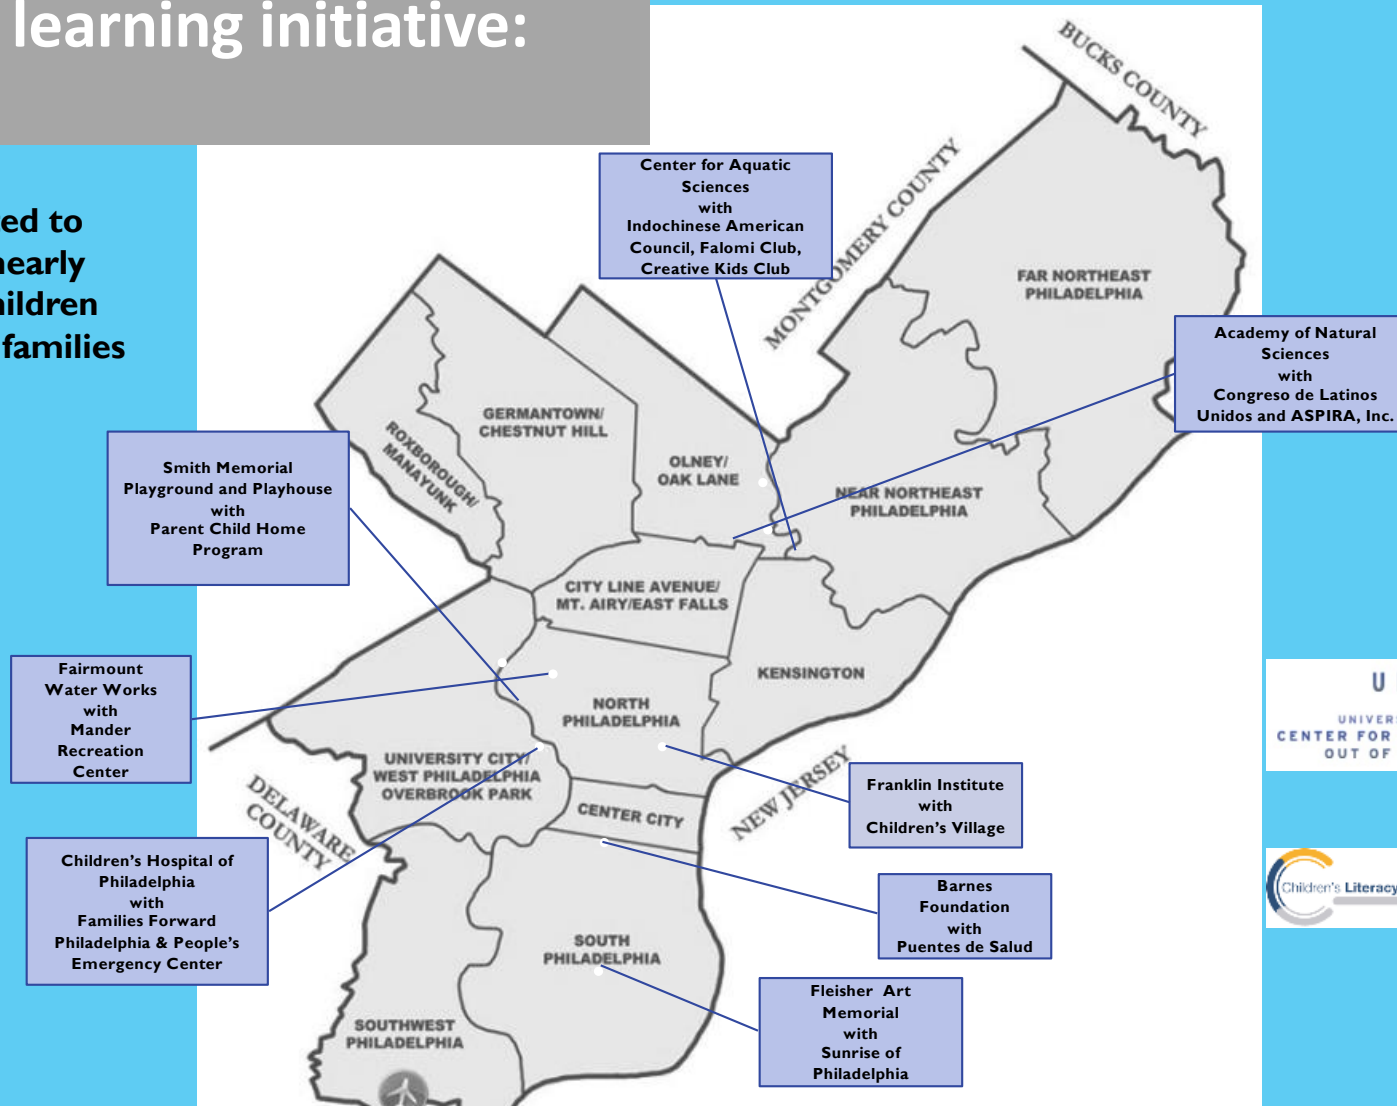 learning initiative:
ed to
nearly
ildren
families
BUCKS COUNTY
MONTGOMERY COUNTY
Center for Aquatic
Sciences
with
Indochinese American
Council, Falomi Club,
Creative Kids Club
FAR NORTHEAST
PHILADELPHIA
Academy of Natural
Sciences
with
Congreso de Latinos
Unidos and ASPIRA, Inc.
GERMANTOWN/
CHESTNUT HILL
ROXBOROUGH/
MANAYUNK
OLNEY/
OAK LANE
NEAR NORTHEAST
PHILADELPHIA
Smith Memorial
Playground and Playhouse
with
Parent Child Home
Program
CITY LINE AVENUE/
MT. AIRY/EAST FALLS
KENSINGTON
Fairmount
Water Works
with
Mander
Recreation
Center
NORTH
PHILADELPHIA
U
UNIVER
CENTER FOR
OUT OF
UNIVERSITY CITY/
WEST PHILADELPHIA
OVERBROOK PARK
DELAWARE
COUNTY
CENTER CITY
NEW JERSEY
Franklin Institute
with
Children's Village
Children's Hospital of
Philadelphia
with
Families Forward
Philadelphia & People's
Emergency Center
Barnes
Foundation
with
Puentes de Salud
Children's Literacy
SOUTH
PHILADELPHIA
Fleisher Art
Memorial
with
Sunrise of
Philadelphia
SOUTHWEST
PHILADELPHIA